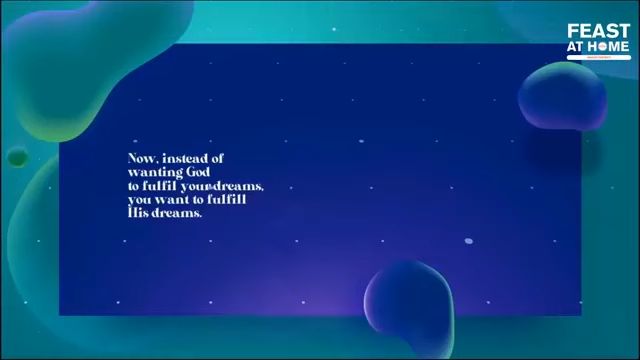 FEAST
AT HOME
Now, instead of
wanting God
to fulfil your dreams,
you want to fulfill
His dreams.